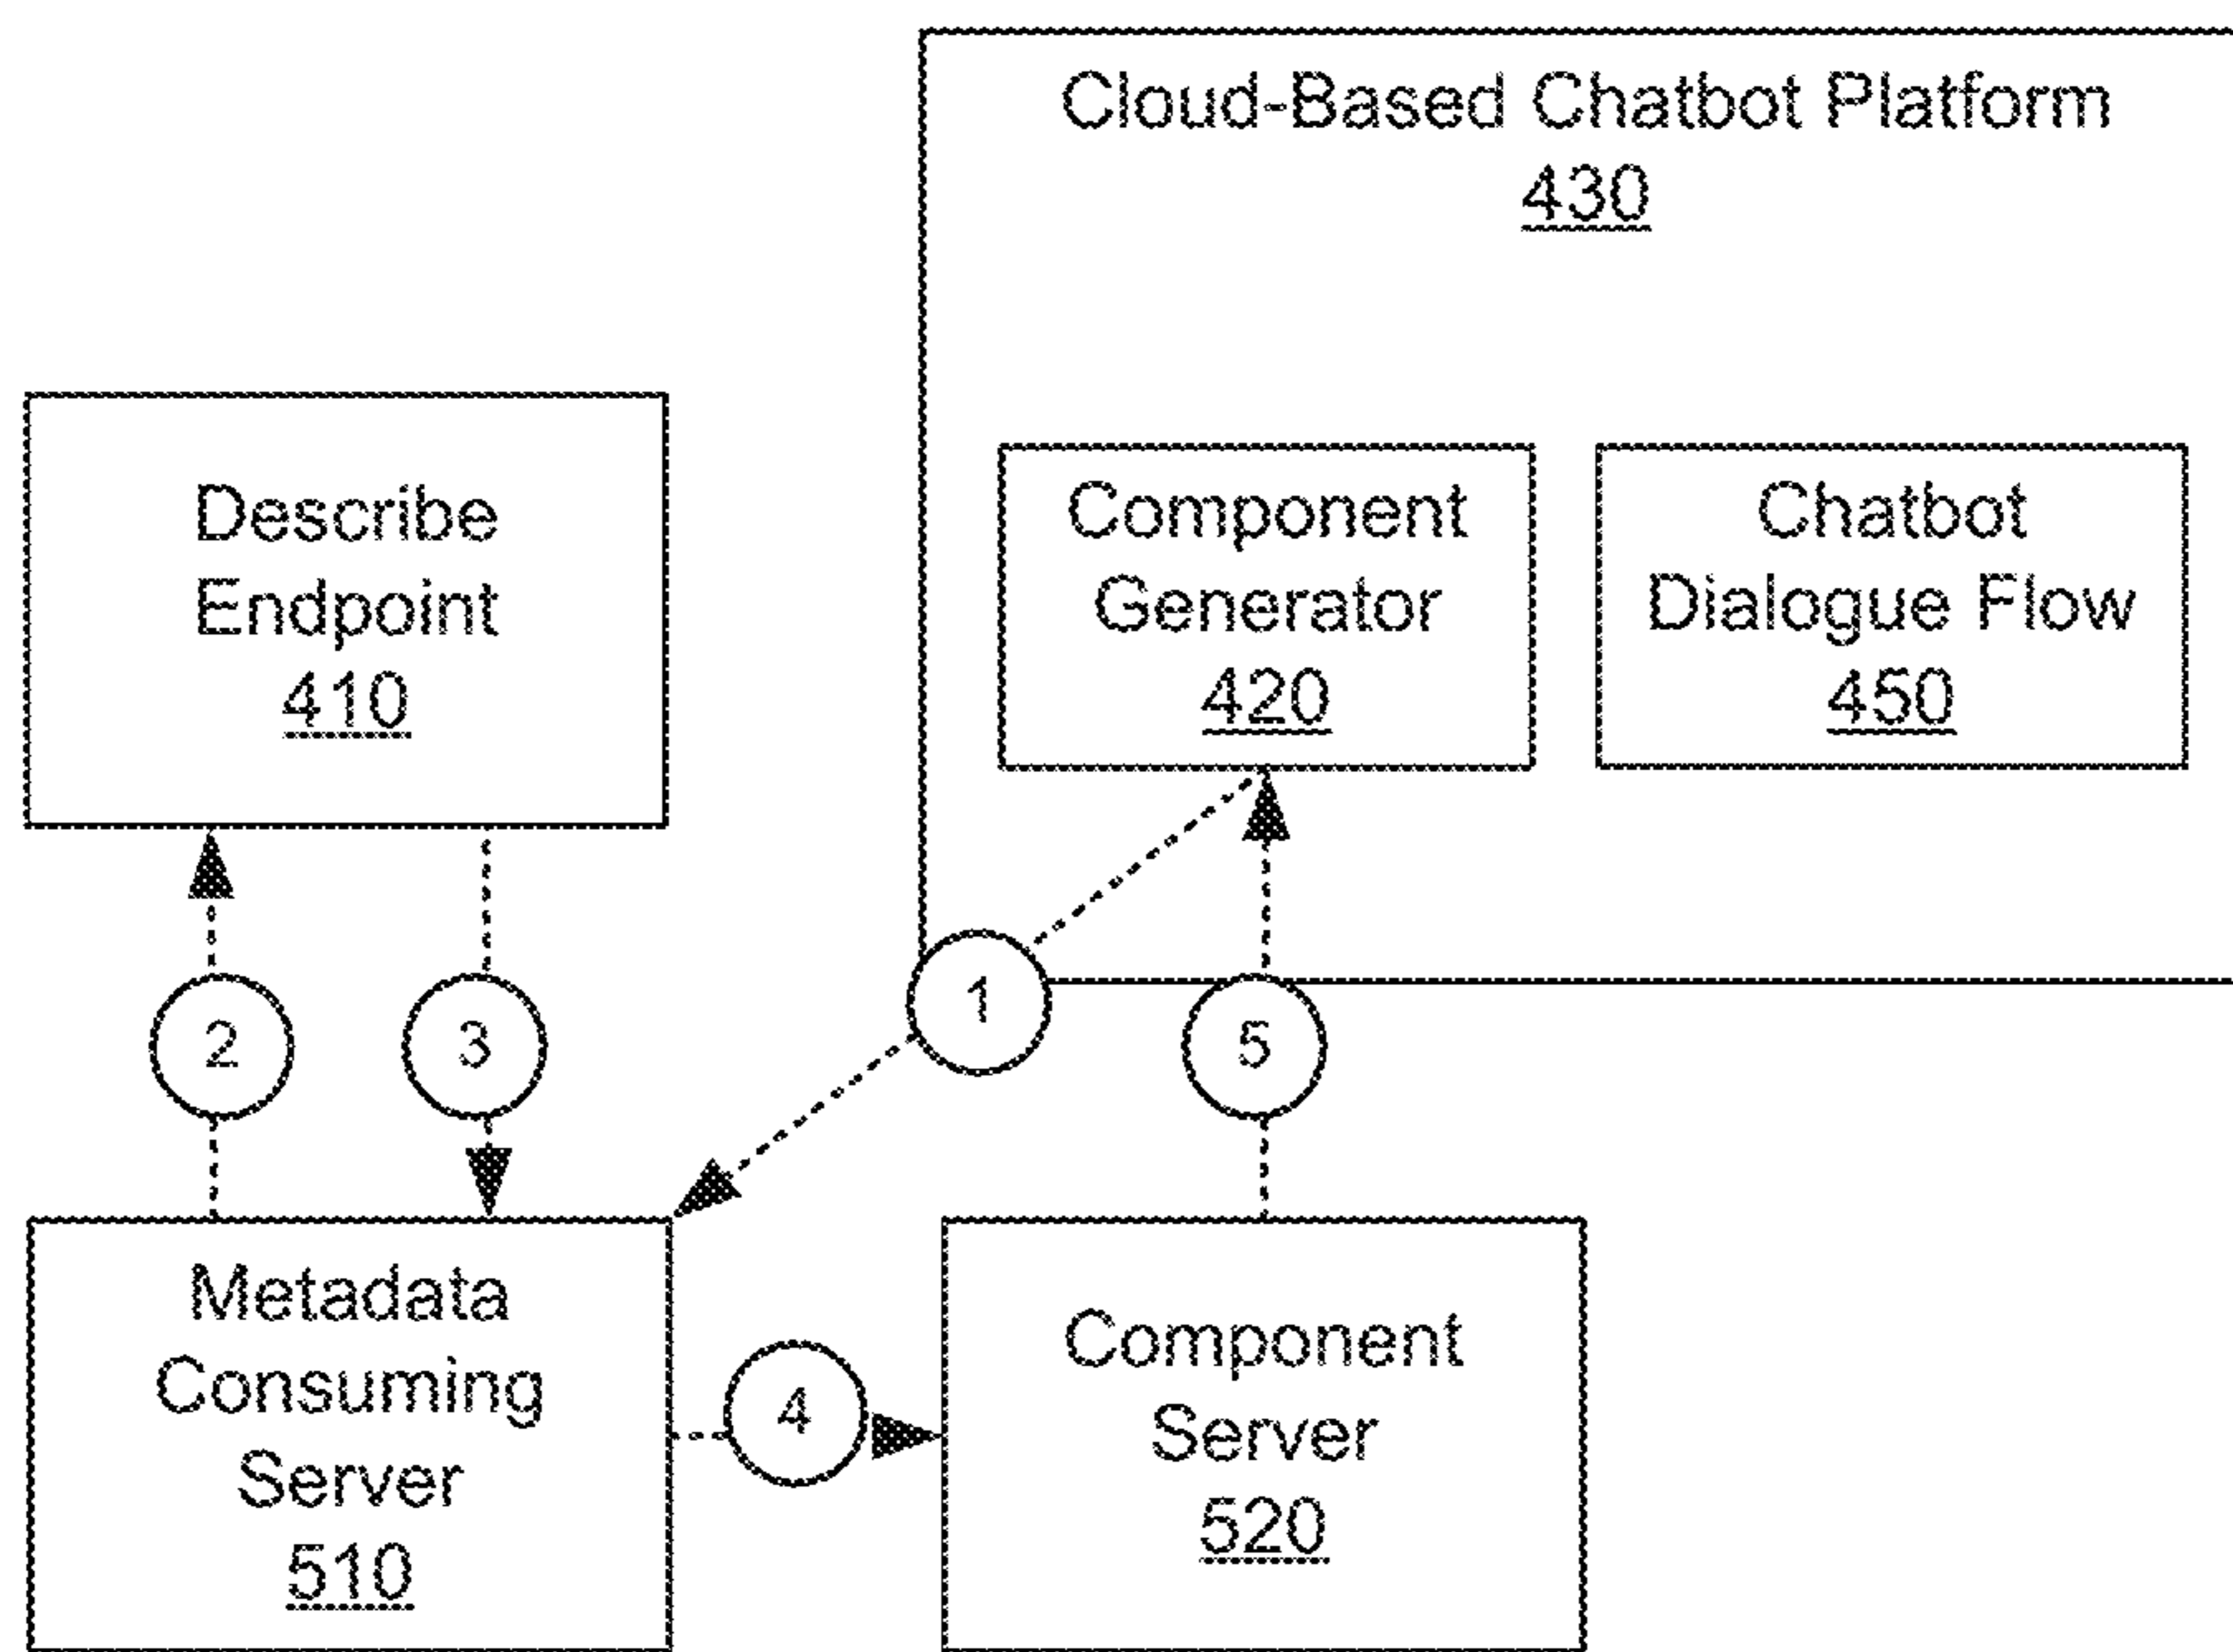 Cloud-Based Chatbot Platform
430
Describe
Endpoint
410
Component
Generator
420
Chatbot
Dialogue Flow
450
1
2
3
5
Metadata
Consuming
Server
510
4
Component
Server
520